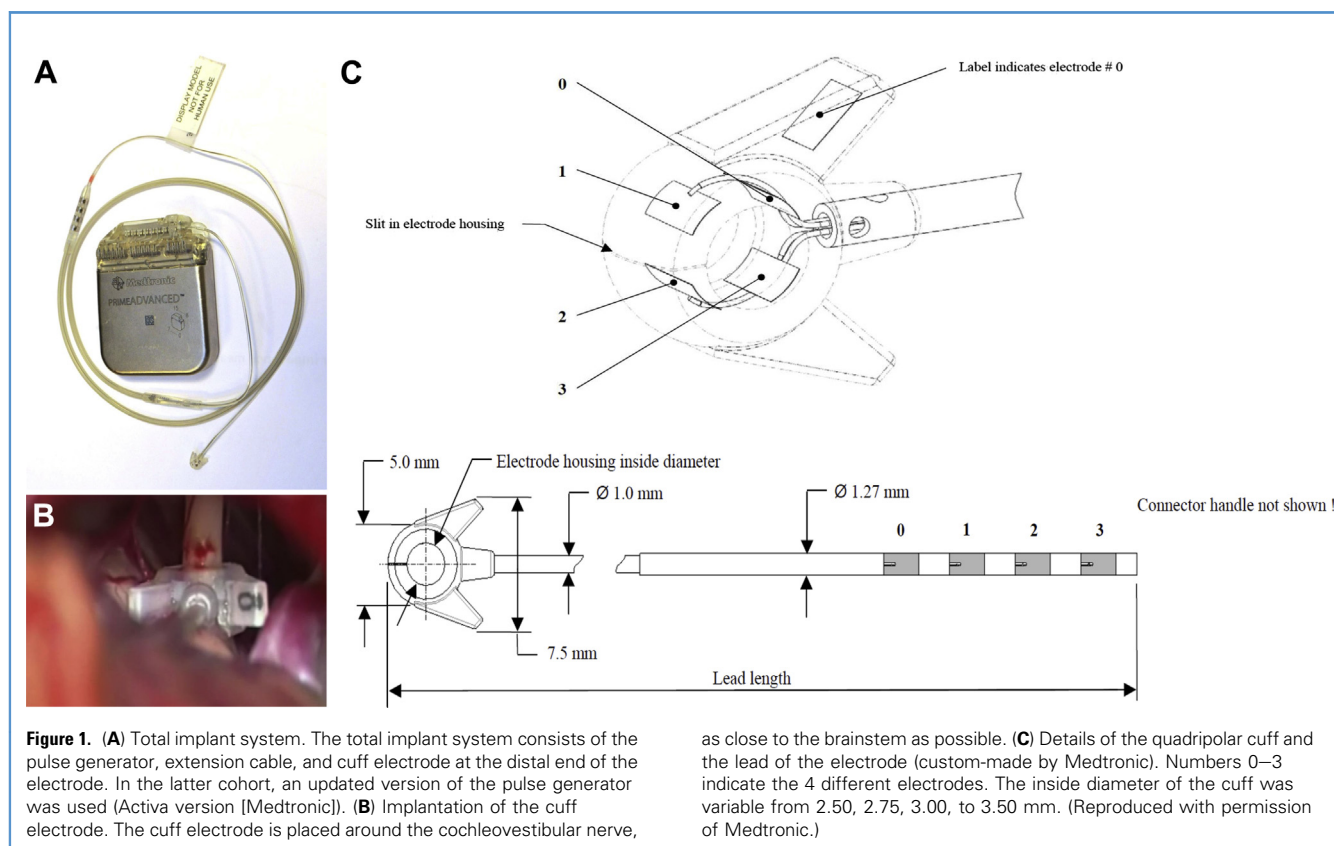 A
DISPLAY MODEL
NOT FOR
HUMAN USE
Medtronic
PRIMEADVANCED™
B
0
C
0
Label indicates electrode # 0
1
Slit in electrode housing
2
3
5.0 mm
Electrode housing inside diameter
Ø 1.0 mm
Ø 1.27 mm
Connector handle not shown !
0 1 2 3
7.5 mm
Lead length
Figure 1. (A) Total implant system. The total implant system consists of the
pulse generator, extension cable, and cuff electrode at the distal end of the
electrode. In the latter cohort, an updated version of the pulse generator
was used (Activa version [Medtronic]). (B) Implantation of the cuff
electrode. The cuff electrode is placed around the cochleovestibular nerve,
as close to the brainstem as possible. (C) Details of the quadripolar cuff and
the lead of the electrode (custom-made by Medtronic). Numbers 0–3
indicate the 4 different electrodes. The inside diameter of the cuff was
variable from 2.50, 2.75, 3.00, to 3.50 mm. (Reproduced with permission
of Medtronic.)